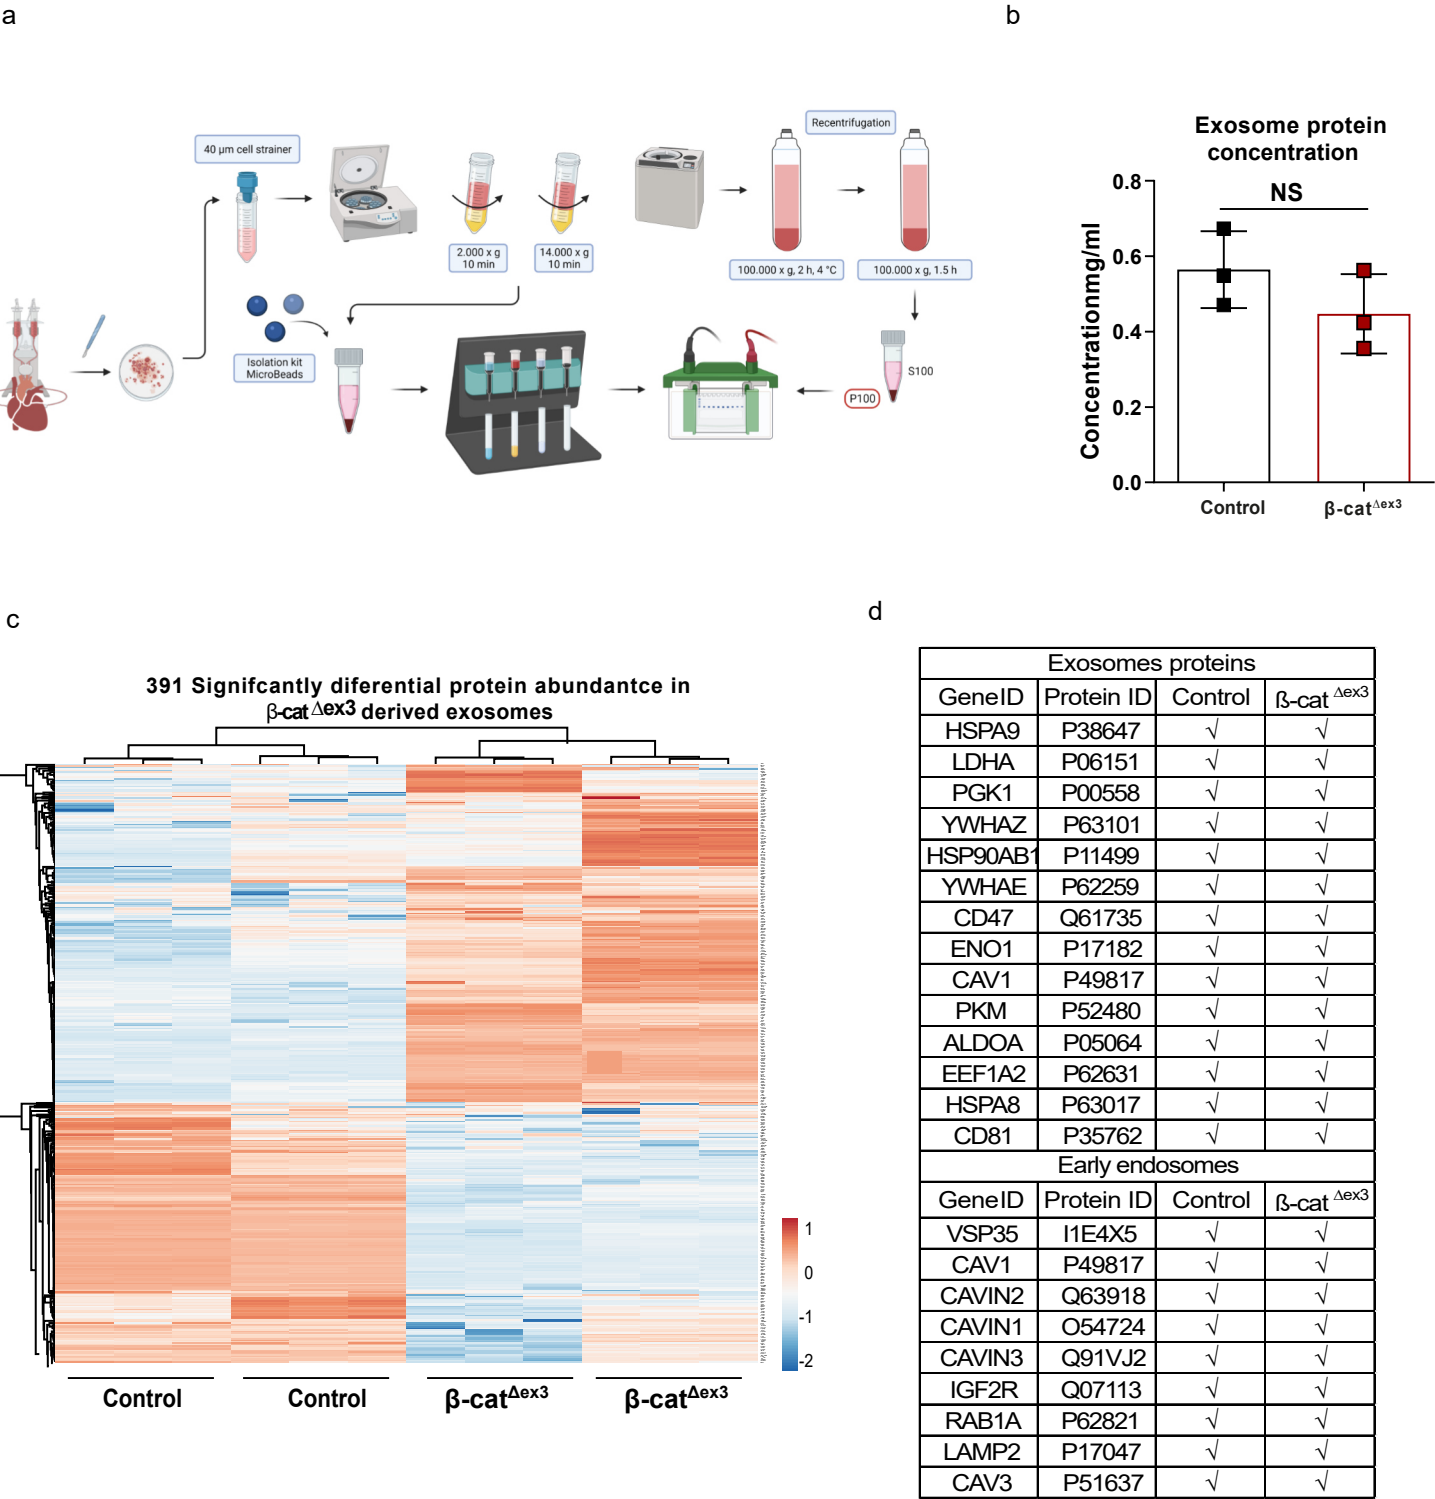 a
40 µm cell strainer
2.000 x g
10 min
14.000 x g
10 min
Recentrifugation
100.000 x g, 2 h, 4 °C
100.000 x g, 1.5 h
Isolation kit
MicroBeads
S100
P100
b
Exosome protein
concentration
NS
Concentrationmg/ml
0.8
0.6
0.4
0.2
0.0
Control
β-catΔex3
c
391 Signifcantly diferential protein abundantce in
β-cat Δex3 derived exosomes
1
0
-1
-2
Control
Control
β-catΔex3
β-catΔex3
d
Exosomes proteins
GeneID Protein ID Control ß-cat Δex3
HSPA9 P38647 √ √
LDHA P06151 √ √
PGK1 P00558 √ √
YWHAZ P63101 √ √
HSP90AB1 P11499 √ √
YWHAE P62259 √ √
CD47 Q61735 √ √
ENO1 P17182 √ √
CAV1 P49817 √ √
PKM P52480 √ √
ALDOA P05064 √ √
EEF1A2 P62631 √ √
HSPA8 P63017 √ √
CD81 P35762 √ √
Early endosomes
GeneID Protein ID Control ß-cat Δex3
VSP35 I1E4X5 √ √
CAV1 P49817 √ √
CAVIN2 Q63918 √ √
CAVIN1 O54724 √ √
CAVIN3 Q91VJ2 √ √
IGF2R Q07113 √ √
RAB1A P62821 √ √
LAMP2 P17047 √ √
CAV3 P51637 √ √